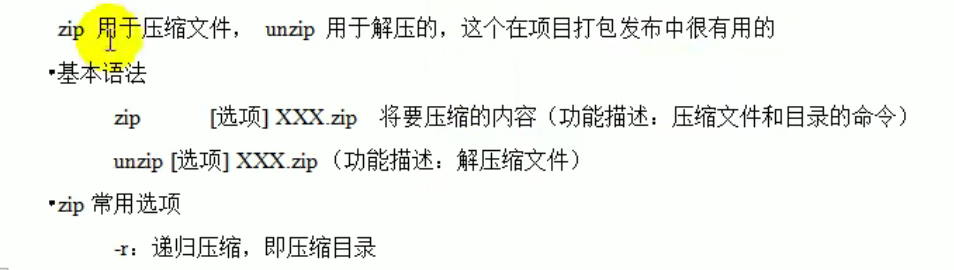 zip 用于压缩文件， unzip 用于解压的，这个在项目打包发布中很有用的
•基本语法
zip [选项] XXX.zip 将要压缩的内容（功能描述：压缩文件和目录的命令）
unzip [选项] XXX.zip（功能描述：解压缩文件）
•zip 常用选项
-r：递归压缩，即压缩目录